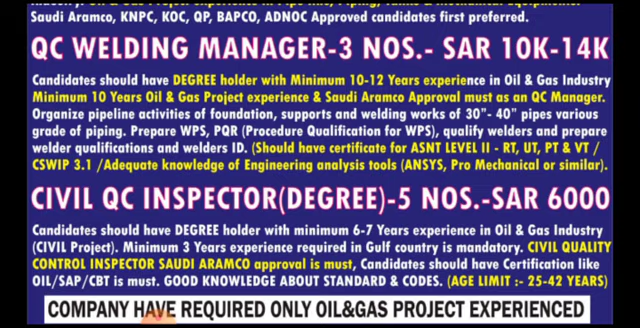 Saudi Aramco, KNPC, KOC, QP, BAPCO, ADNOC Approved candidates first preferred.
QC WELDING MANAGER-3 NOS.- SAR 10K-14K
Candidates should have DEGREE holder with Minimum 10-12 Years experience in Oil & Gas Industry
Minimum 10 Years Oil & Gas Project experience & Saudi Aramco Approval must as an QC Manager.
Organize pipeline activities of foundation, supports and welding works of 30"- 40" pipes various
grade of piping. Prepare WPS, PQR (Procedure Qualification for WPS), qualify welders and prepare
welder qualifications and welders ID. (Should have certificate for ASNT LEVEL II - RT, UT, PT & VT /
CSWIP 3.1 /Adequate knowledge of Engineering analysis tools (ANSYS, Pro Mechanical or similar).
CIVIL QC INSPECTOR(DEGREE)-5 NOS.-SAR 6000
Candidates should have DEGREE holder with minimum 6-7 Years experience in Oil & Gas Industry
(CIVIL Project). Minimum 3 Years experience required in Gulf country is mandatory. CIVIL QUALITY
CONTROL INSPECTOR SAUDI ARAMCO approval is must, Candidates should have Certification like
OIL/SAP/CBT is must. GOOD KNOWLEDGE ABOUT STANDARD & CODES. (AGE LIMIT :- 25-42 YEARS)
COMPANY HAVE REQUIRED ONLY OIL&GAS PROJECT EXPERIENCED